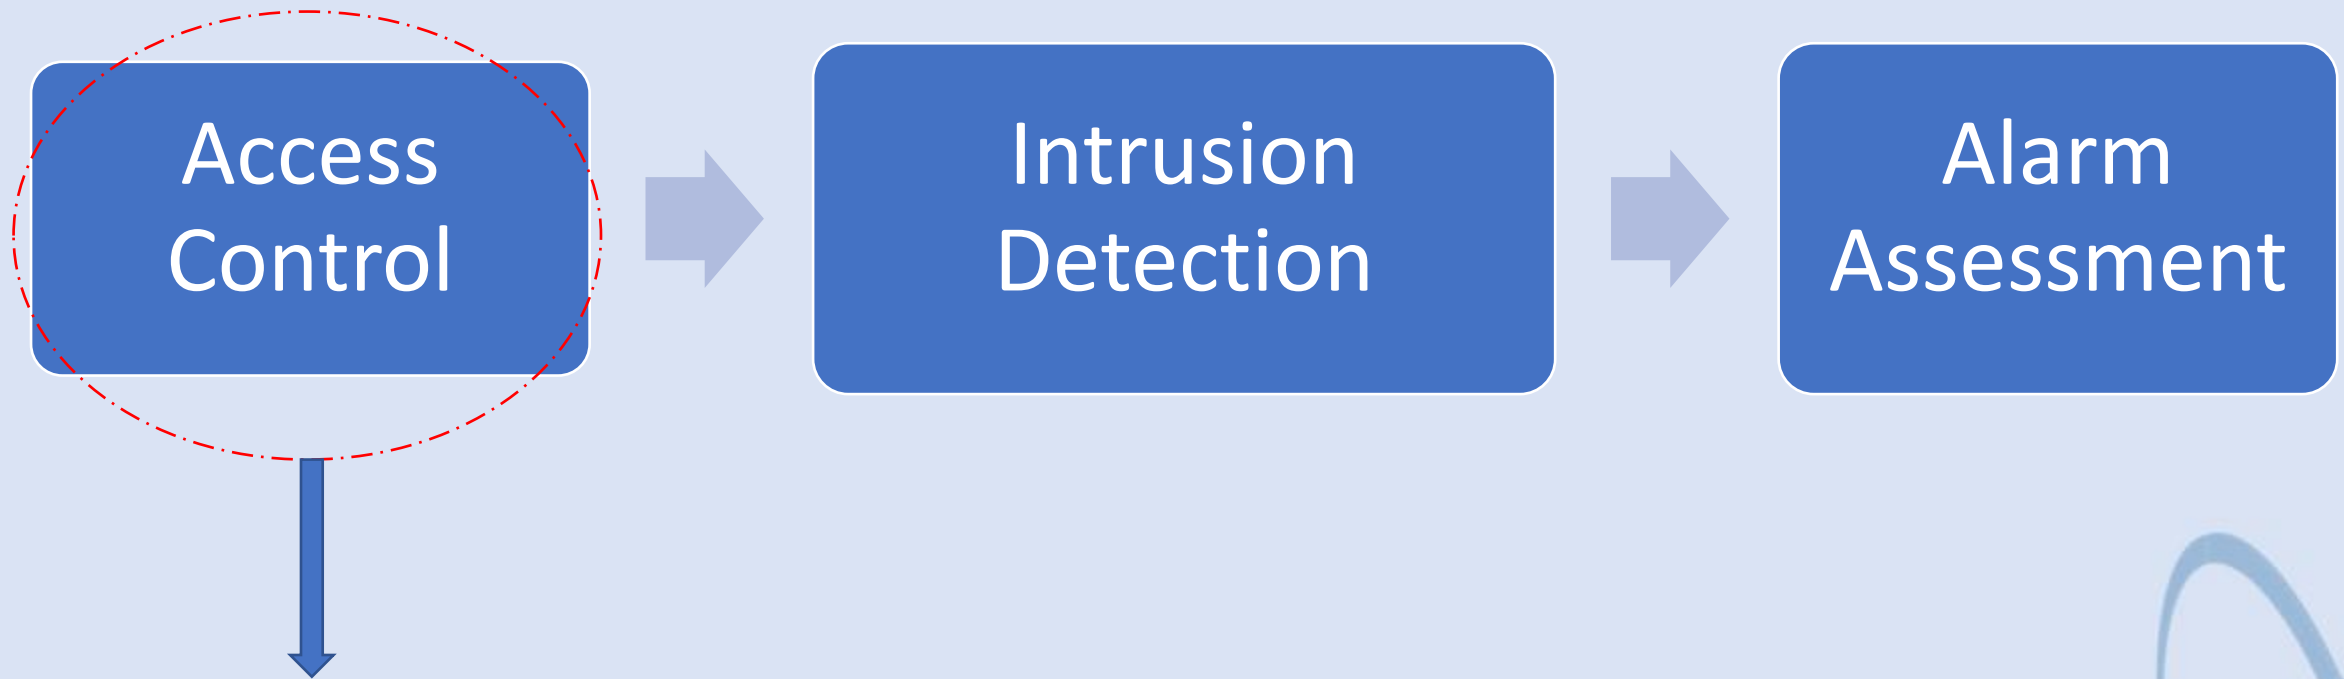 Access
Control
Intrusion
Detection
Alarm
Assessment